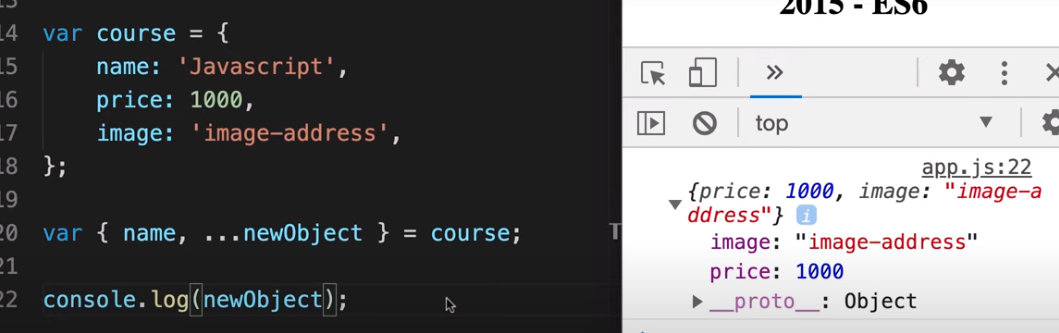 2015 - ES6
14 var course = {
15 name: 'Javascript',
16 price: 1000,
17 image: 'image-address',
18 };
19
20 var { name, ...newObject } = course;
21
22 console.log(newObject);
top
app.js:22
{price: 1000, image: "image-a
ddress"} i
image: "image-address"
price: 1000
__proto__: Object